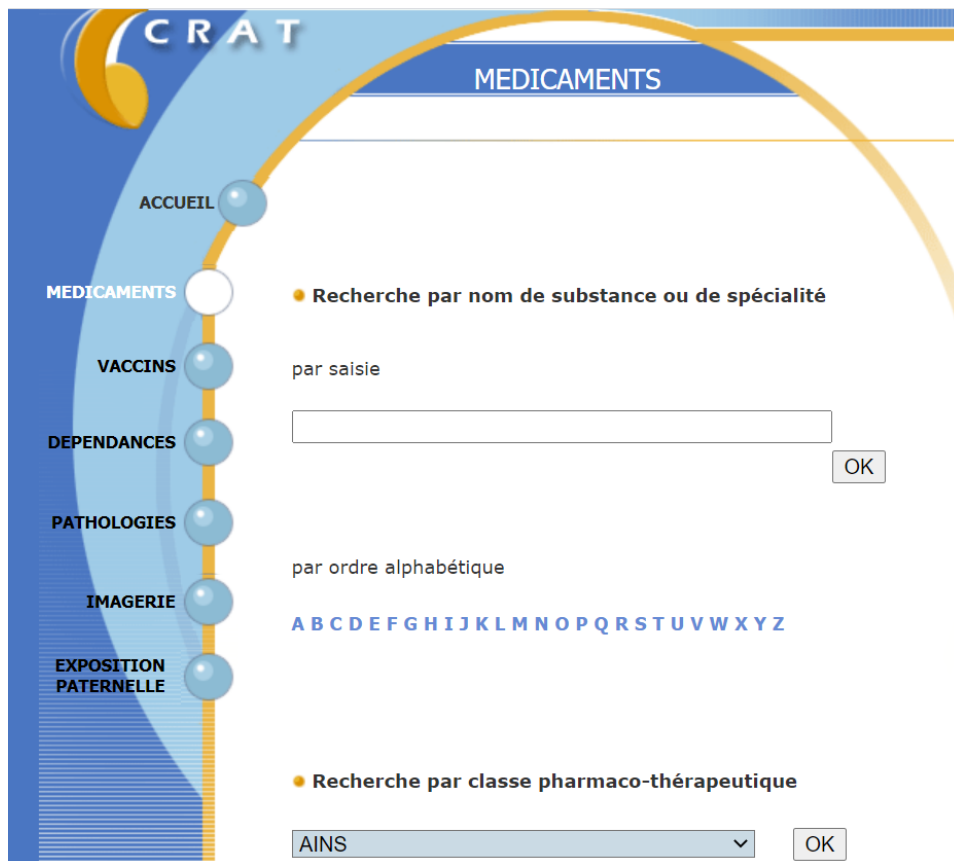 CRAT
MEDICAMENTS
ACCUEIL
MEDICAMENTS
VACCINS
DEPENDANCES
PATHOLOGIES
IMAGERIE
EXPOSITION
PATERNELLE
Recherche par nom de substance ou de spécialité
par saisie
OK
par ordre alphabétique
A B C D E F G H I J K L M N O P Q R S T U V W X Y Z
Recherche par classe pharmaco-thérapeutique
AINS
OK